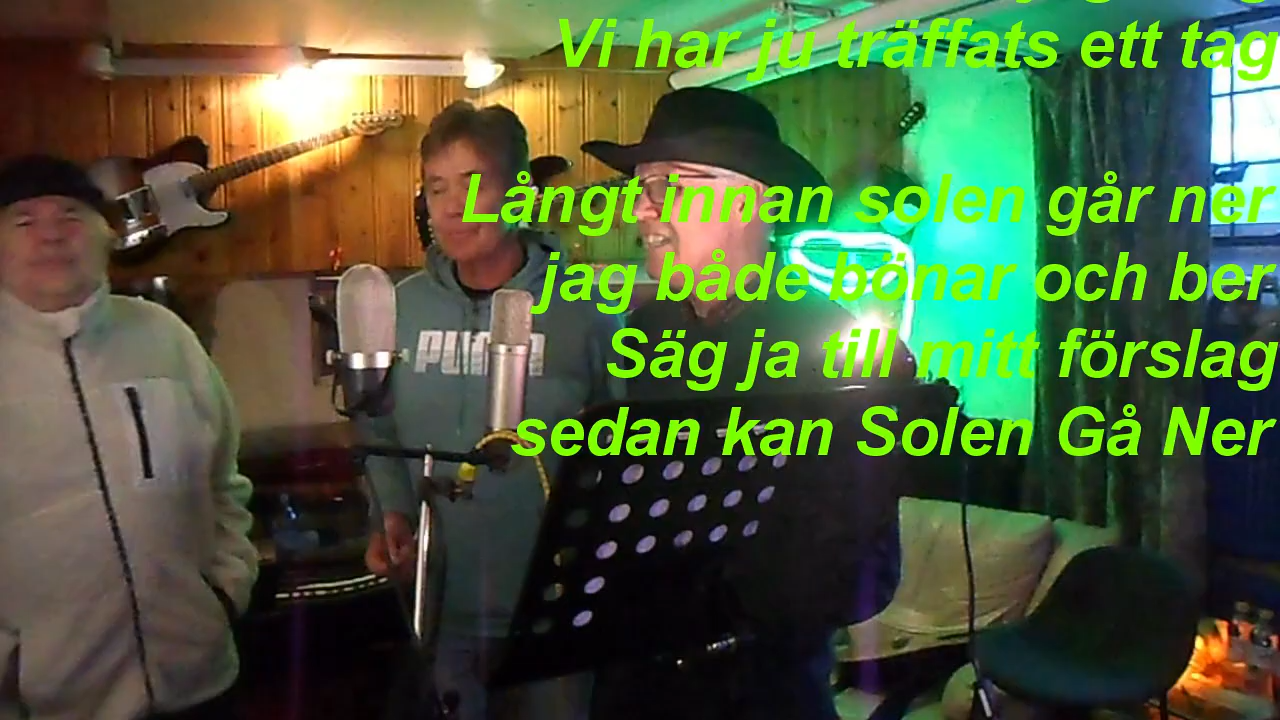 Vi har ju träffats ett tag
Långt innan solen går ner
jag både bönar och ber
Säg ja till mitt förslag
sedan kan Solen Gå Ner
PUMA